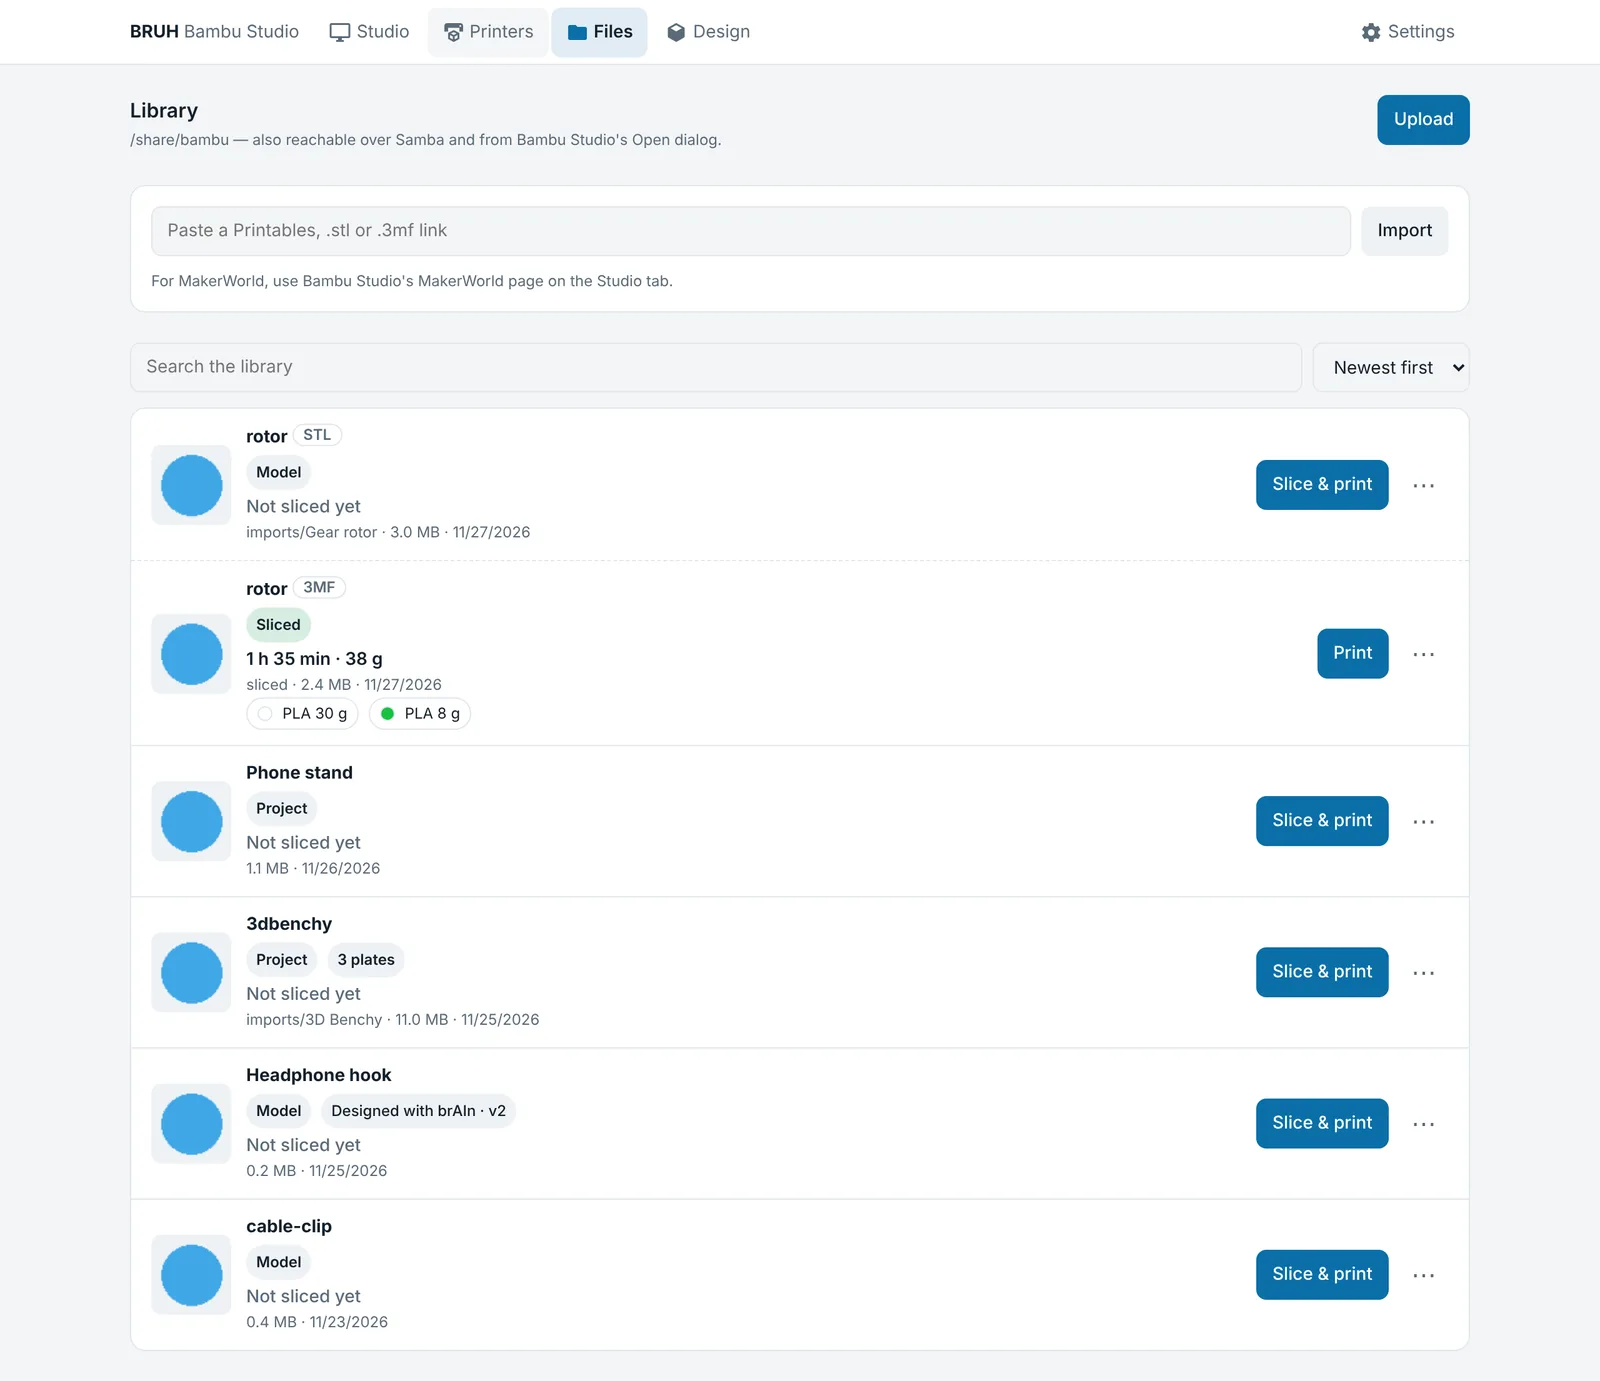 BRUH Bambu Studio Studio Printers Files Design Settings
Library
Upload
/share/bambu — also reachable over Samba and from Bambu Studio's Open dialog.
Paste a Printables, .stl or .3mf link
Import
For MakerWorld, use Bambu Studio's MakerWorld page on the Studio tab.
Search the library
Newest first
rotor STL
Model
Not sliced yet
imports/Gear rotor · 3.0 MB · 11/27/2026
Slice & print ...
rotor 3MF
Sliced
1 h 35 min · 38 g
sliced · 2.4 MB · 11/27/2026
PLA 30 g PLA 8 g
Print ...
Phone stand
Project
Not sliced yet
1.1 MB · 11/26/2026
Slice & print ...
3dbenchy
Project 3 plates
Not sliced yet
imports/3D Benchy · 11.0 MB · 11/25/2026
Slice & print ...
Headphone hook
Model Designed with brAIn · v2
Not sliced yet
0.2 MB · 11/25/2026
Slice & print ...
cable-clip
Model
Not sliced yet
0.4 MB · 11/23/2026
Slice & print ...